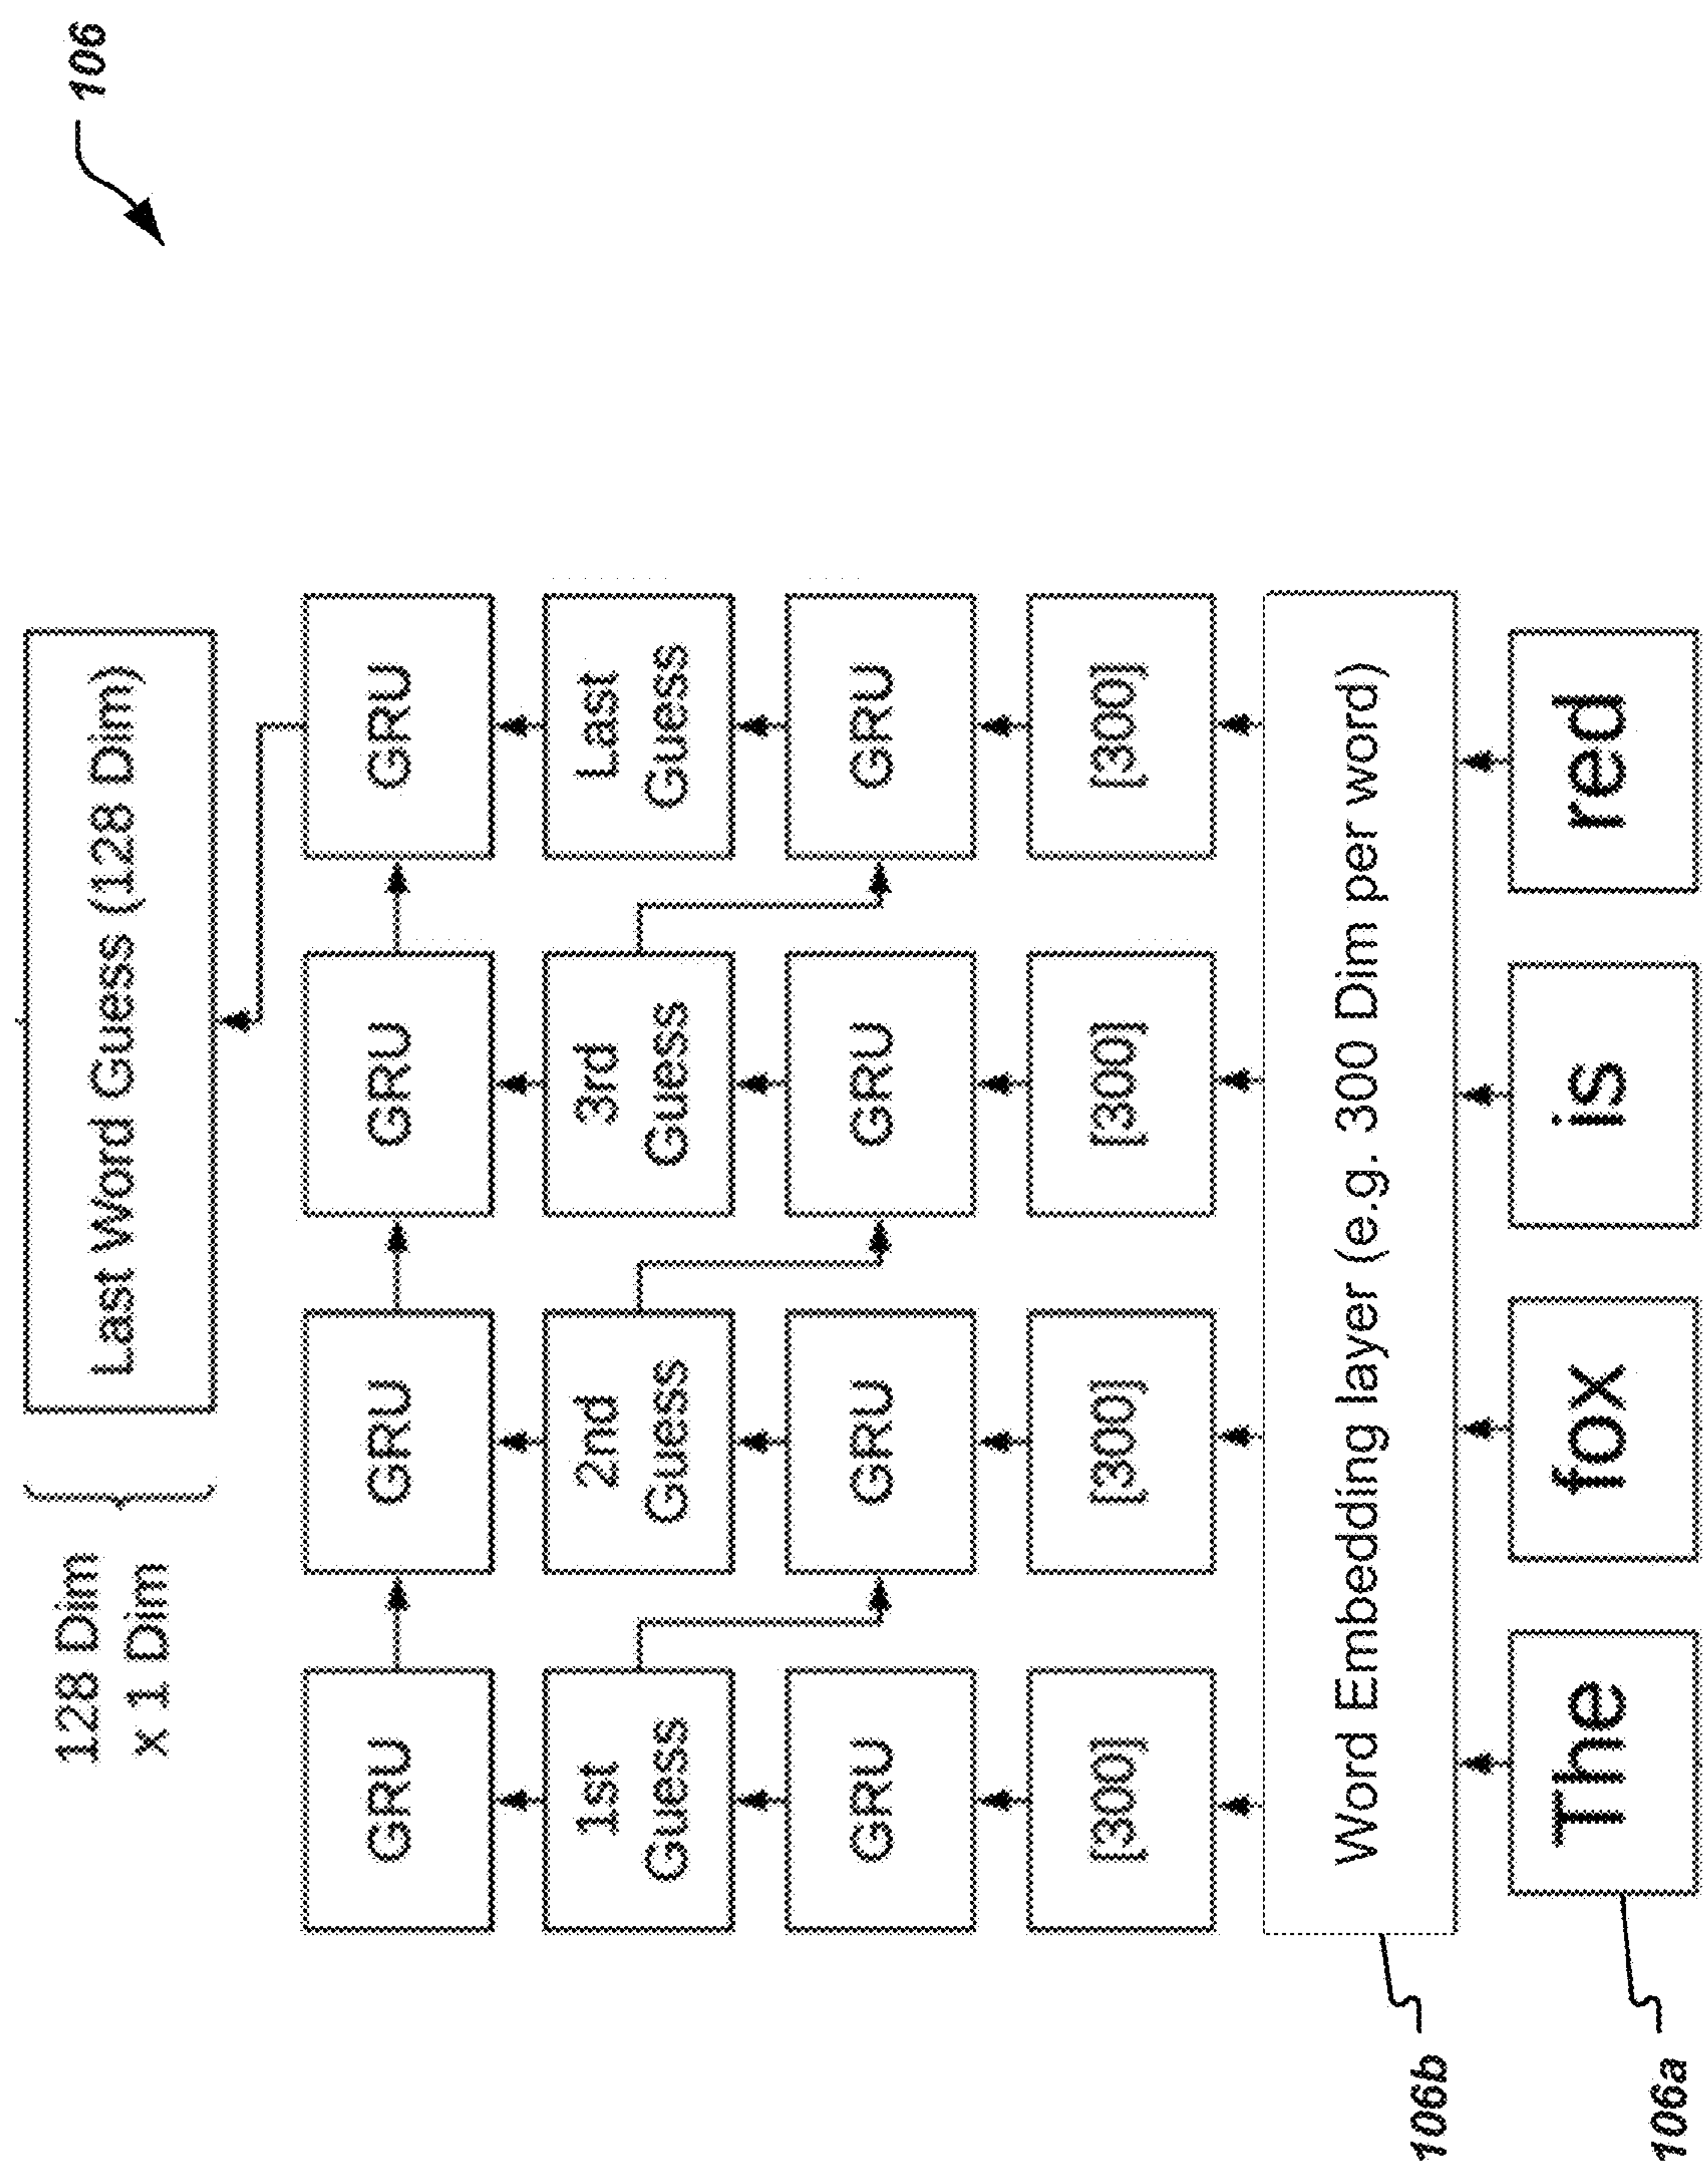 106
128 Dim
x 1 Dim
Last Word Guess (128 Dim)
GRU
GRU
GRU
GRU
1st
Guess
2nd
Guess
3rd
Guess
Last
Guess
GRU
GRU
GRU
GRU
[300]
[300]
[300]
[300]
106b
Word Embedding layer (e.g. 300 Dim per word)
106a
The
fox
is
red